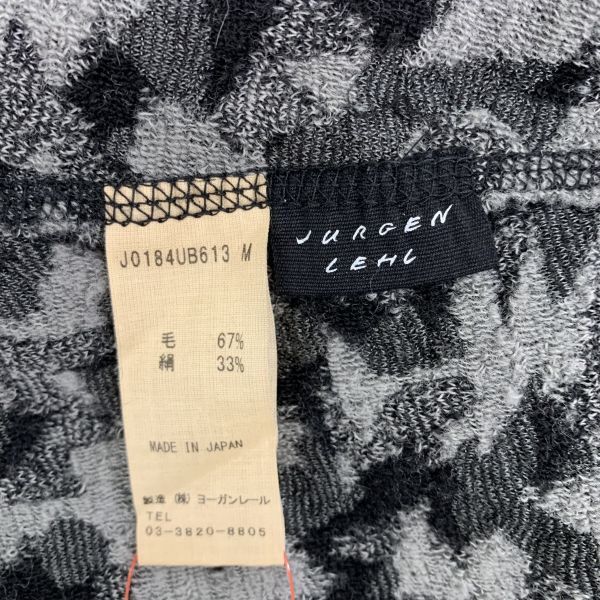 J0184UB613 M
毛 67%
絹 33%
MADE IN JAPAN
製造 (株) ヨーガンレール
TEL
03-3820-8805
JURGEN
LEHL